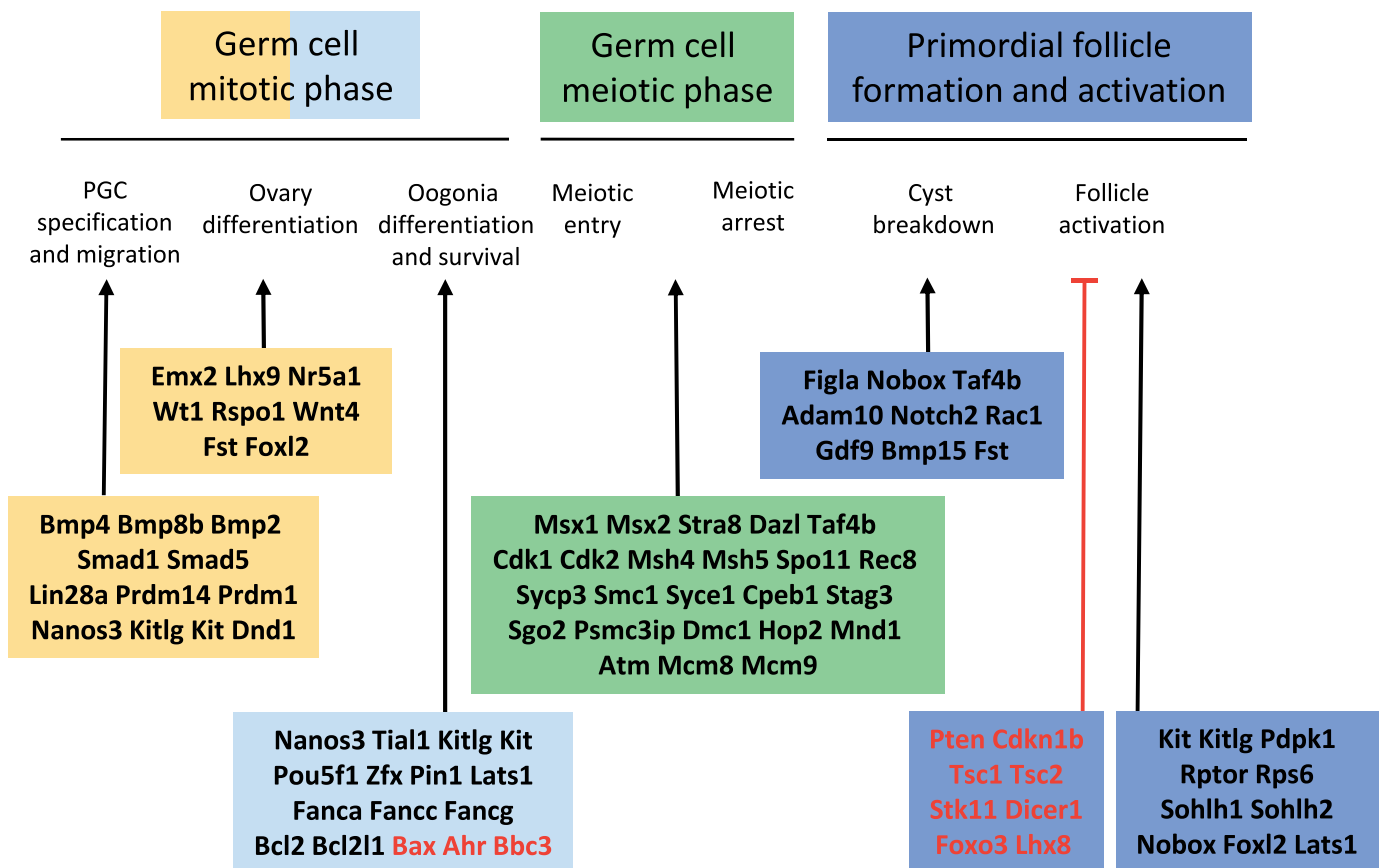 Germ cell
mitotic phase
Germ cell
meiotic phase
Primordial follicle
formation and activation
PGC
specification
and migration
Ovary
differentiation
Oogonia
differentiation
and survival
Meiotic
entry
Meiotic
arrest
Cyst
breakdown
Follicle
activation
Emx2 Lhx9 Nr5a1
Wt1 Rspo1 Wnt4
Fst Foxl2
Figla Nobox Taf4b
Adam10 Notch2 Rac1
Gdf9 Bmp15 Fst
Bmp4 Bmp8b Bmp2
Smad1 Smad5
Lin28a Prdm14 Prdm1
Nanos3 Kitlg Kit Dnd1
Msx1 Msx2 Stra8 Dazl Taf4b
Cdk1 Cdk2 Msh4 Msh5 Spo11 Rec8
Sycp3 Smc1 Syce1 Cpeb1 Stag3
Sgo2 Psmc3ip Dmc1 Hop2 Mnd1
Atm Mcm8 Mcm9
Nanos3 Tial1 Kitlg Kit
Pou5f1 Zfx Pin1 Lats1
Fanca Fancc Fancg
Bcl2 Bcl2l1 Bax Ahr Bbc3
Pten Cdkn1b
Tsc1 Tsc2
Stk11 Dicer1
Foxo3 Lhx8
Kit Kitlg Pdpk1
Rptor Rps6
Sohlh1 Sohlh2
Nobox Foxl2 Lats1